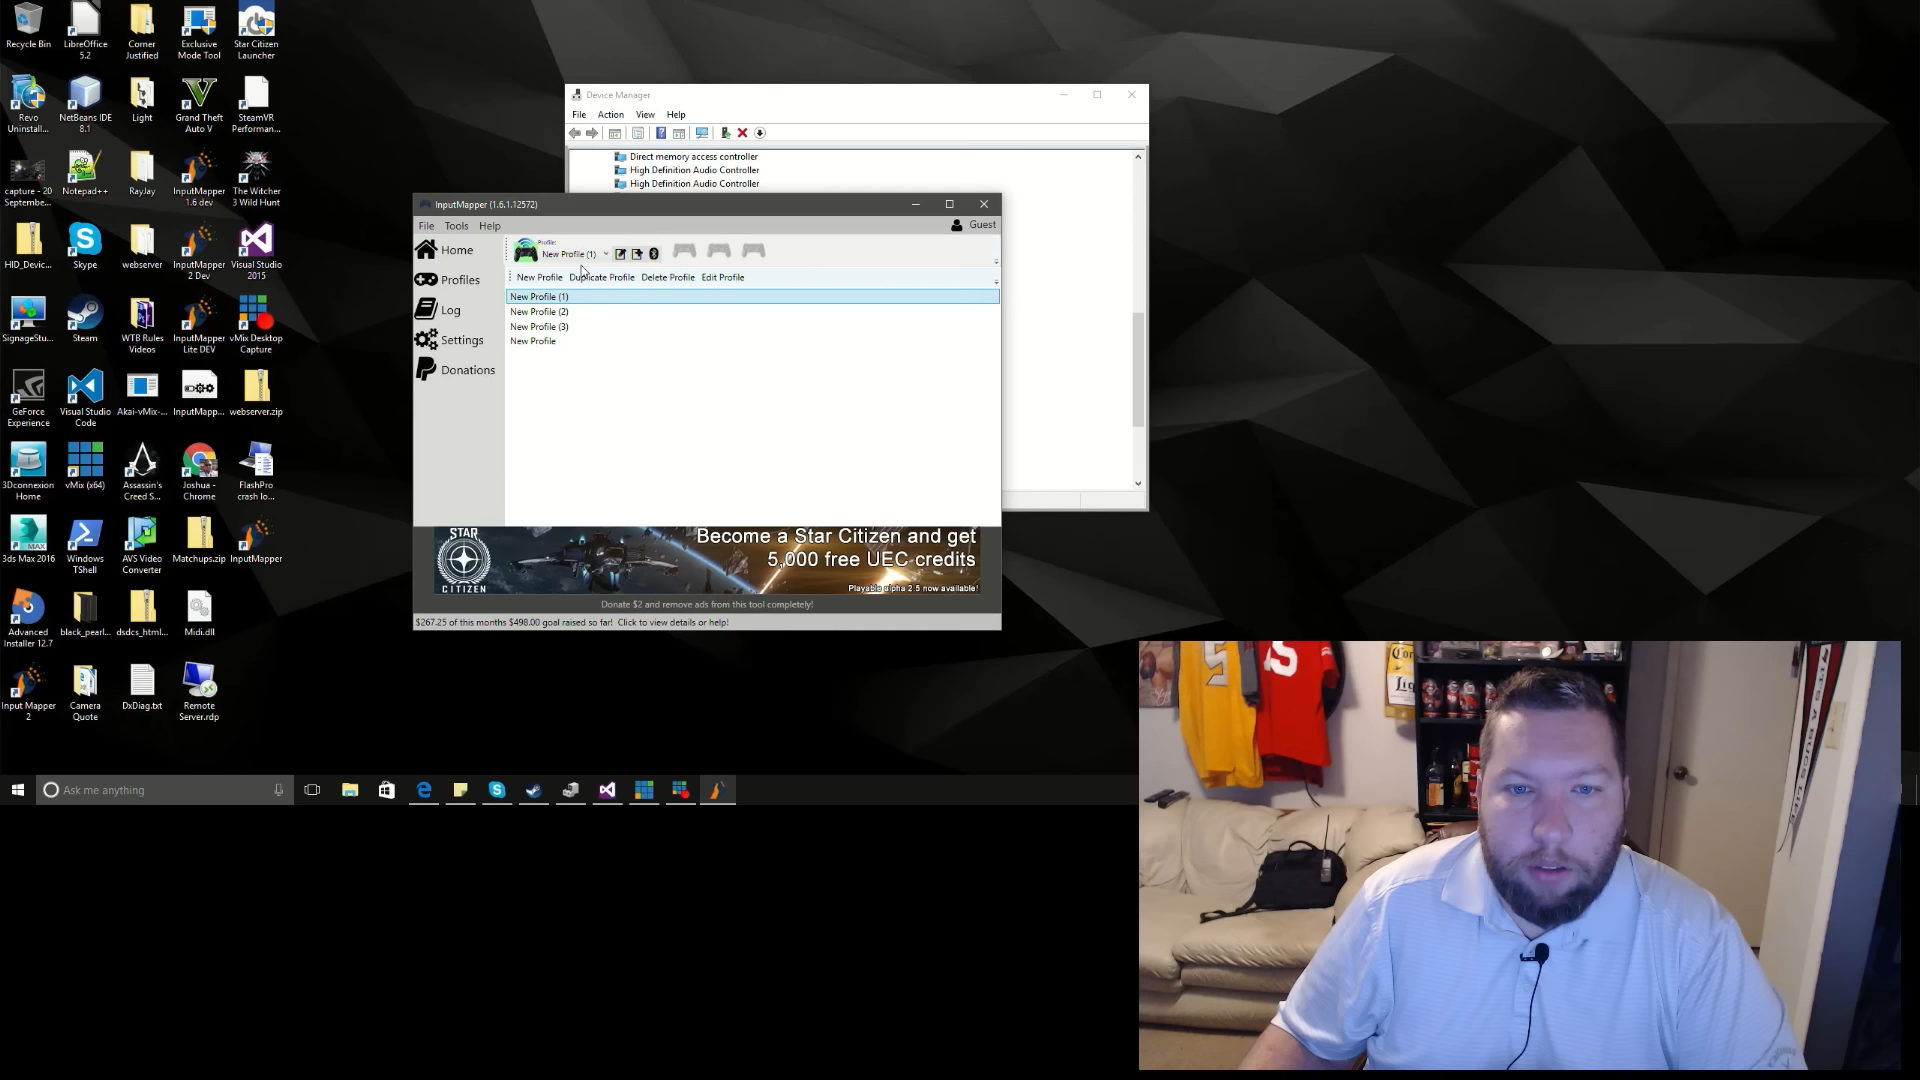 Recycle Bin
LibreOffice
5.2
Corner
Justified
Exclusive
Mode Tool
Star Citizen
Launcher
Revo
Uninstall...
NetBeans IDE
8.1
Light
Grand Theft
Auto V
SteamVR
Performan...
capture - 20
Septembe...
Notepad++
RayJay
InputMapper
1.6 dev
The Witcher
3 Wild Hunt
HID_Devic...
Skype
webserver
InputMapper
2 Dev
Visual Studio
2015
SignageStu...
Steam
WTB Rules
Videos
InputMapper
Lite DEV
vMix Desktop
Capture
GeForce
Experience
Visual Studio
Code
Akai-vMix-...
InputMapp...
webserver.zip
3Dconnexion
Home
vMix (x64)
Assassin's
Creed S...
Joshua -
Chrome
FlashPro
crash lo...
3ds Max 2016
Windows
TShell
AVS Video
Converter
Matchups.zip
InputMapper
Advanced
Installer 12.7
black_pearl...
dsdcs_html...
Midi.dll
Input Mapper
2
Camera
Quote
DxDiag.txt
Remote
Server.rdp
Device Manager
File Action View Help
Direct memory access controller
High Definition Audio Controller
High Definition Audio Controller
InputMapper (1.6.1.12572)
File Tools Help
Guest
Home
Profiles
Log
Settings
Donations
Profile:
New Profile (1)
New Profile Duplicate Profile Delete Profile Edit Profile
New Profile (1)
New Profile (2)
New Profile (3)
New Profile
STAR
CITIZEN
Become a Star Citizen and get
5,000 free UEC credits
Playable alpha 2.5 now available!
Donate $2 and remove ads from this tool completely!
$267.25 of this months $498.00 goal raised so far! Click to view details or help!
Ask me anything